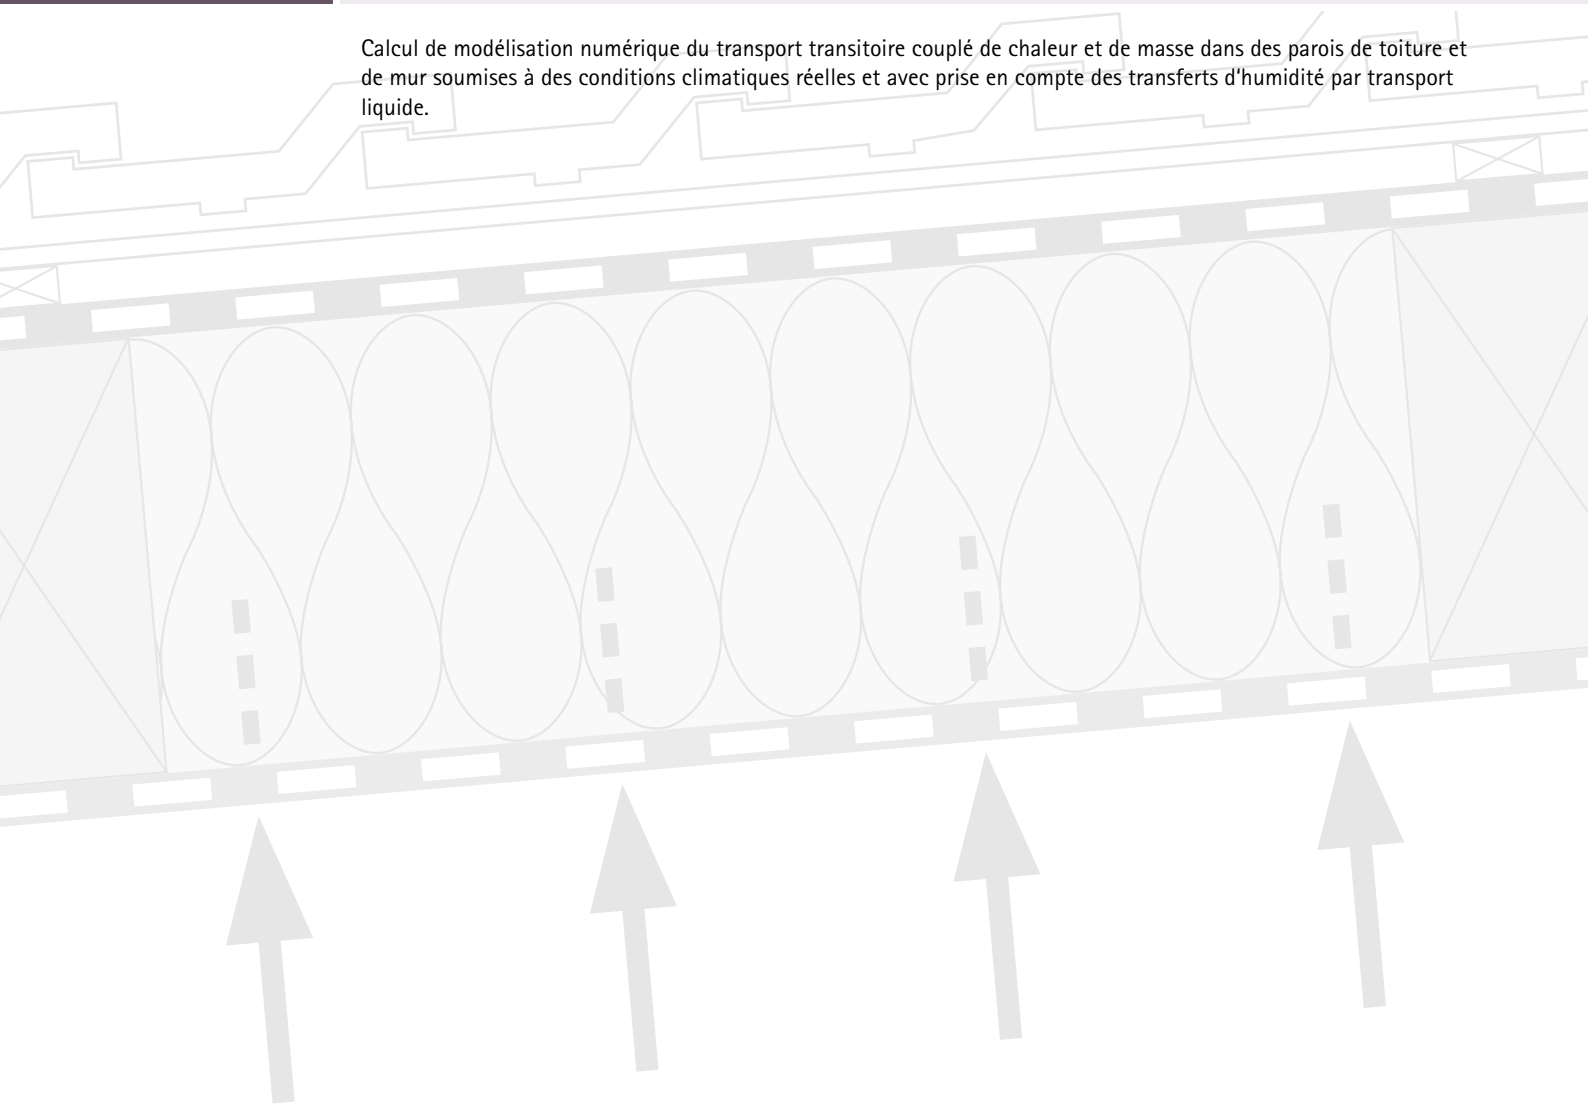 Calcul de modélisation numérique du transport transitoire couplé de chaleur et de masse dans des parois de toiture et
de mur soumises à des conditions climatiques réelles et avec prise en compte des transferts d'humidité par transport
liquide.